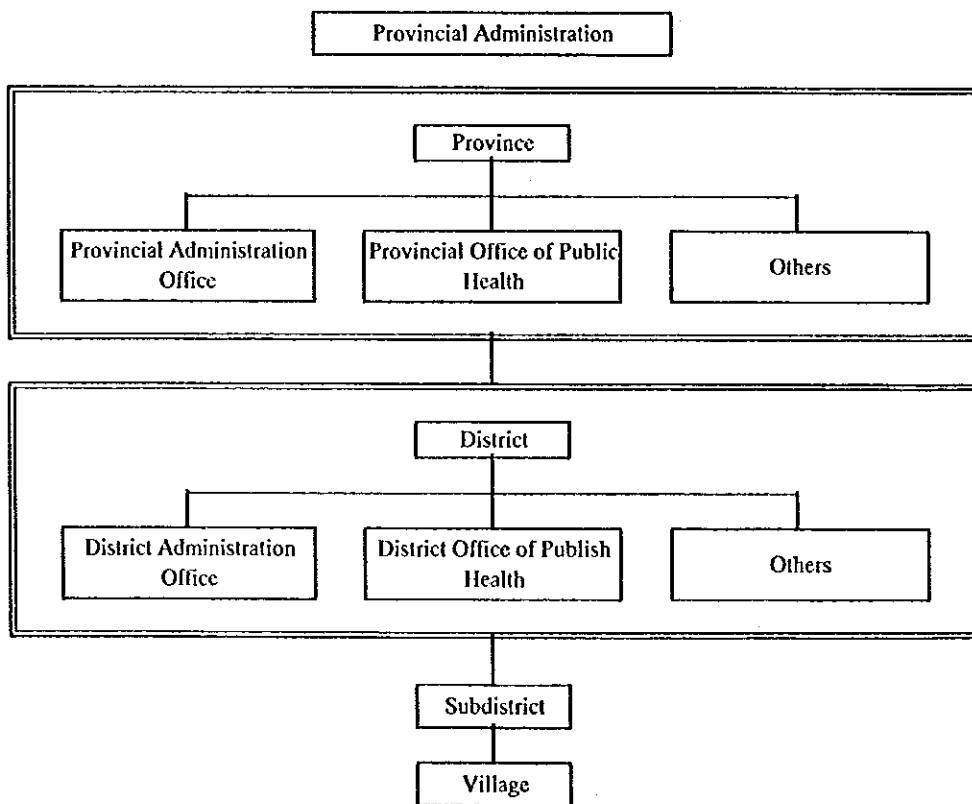 Provincial Administration
Province
Provincial Administration
Office
Provincial Office of Public
Health
Others
District
District Administration
Office
District Office of Publish
Health
Others
Subdistrict
Village